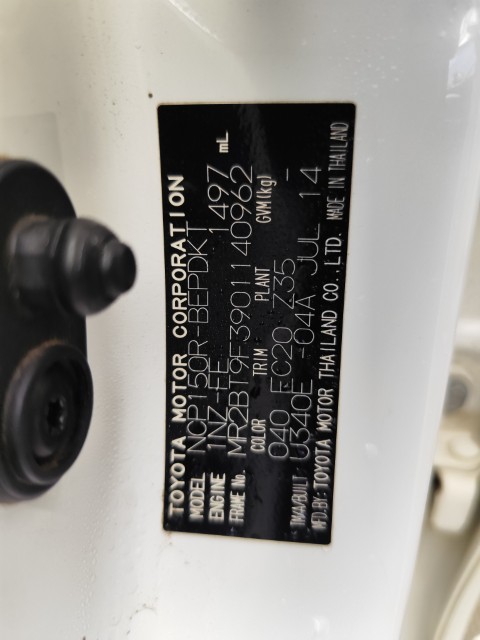 TOYOTA MOTOR CORPORATION
MODEL NCP150R-BEPDKT
ENGINE 1NZ-FE 1497 mL
FRAME No. MR2BT9F3901140962
COLOR TRIM PLANT GVM(kg)
040 FC20 Z35 -
TM/A/BUILT: U340E -04A JUL 14
MFD.BY: TOYOTA MOTOR THAILAND CO.,LTD. MADE IN THAILAND